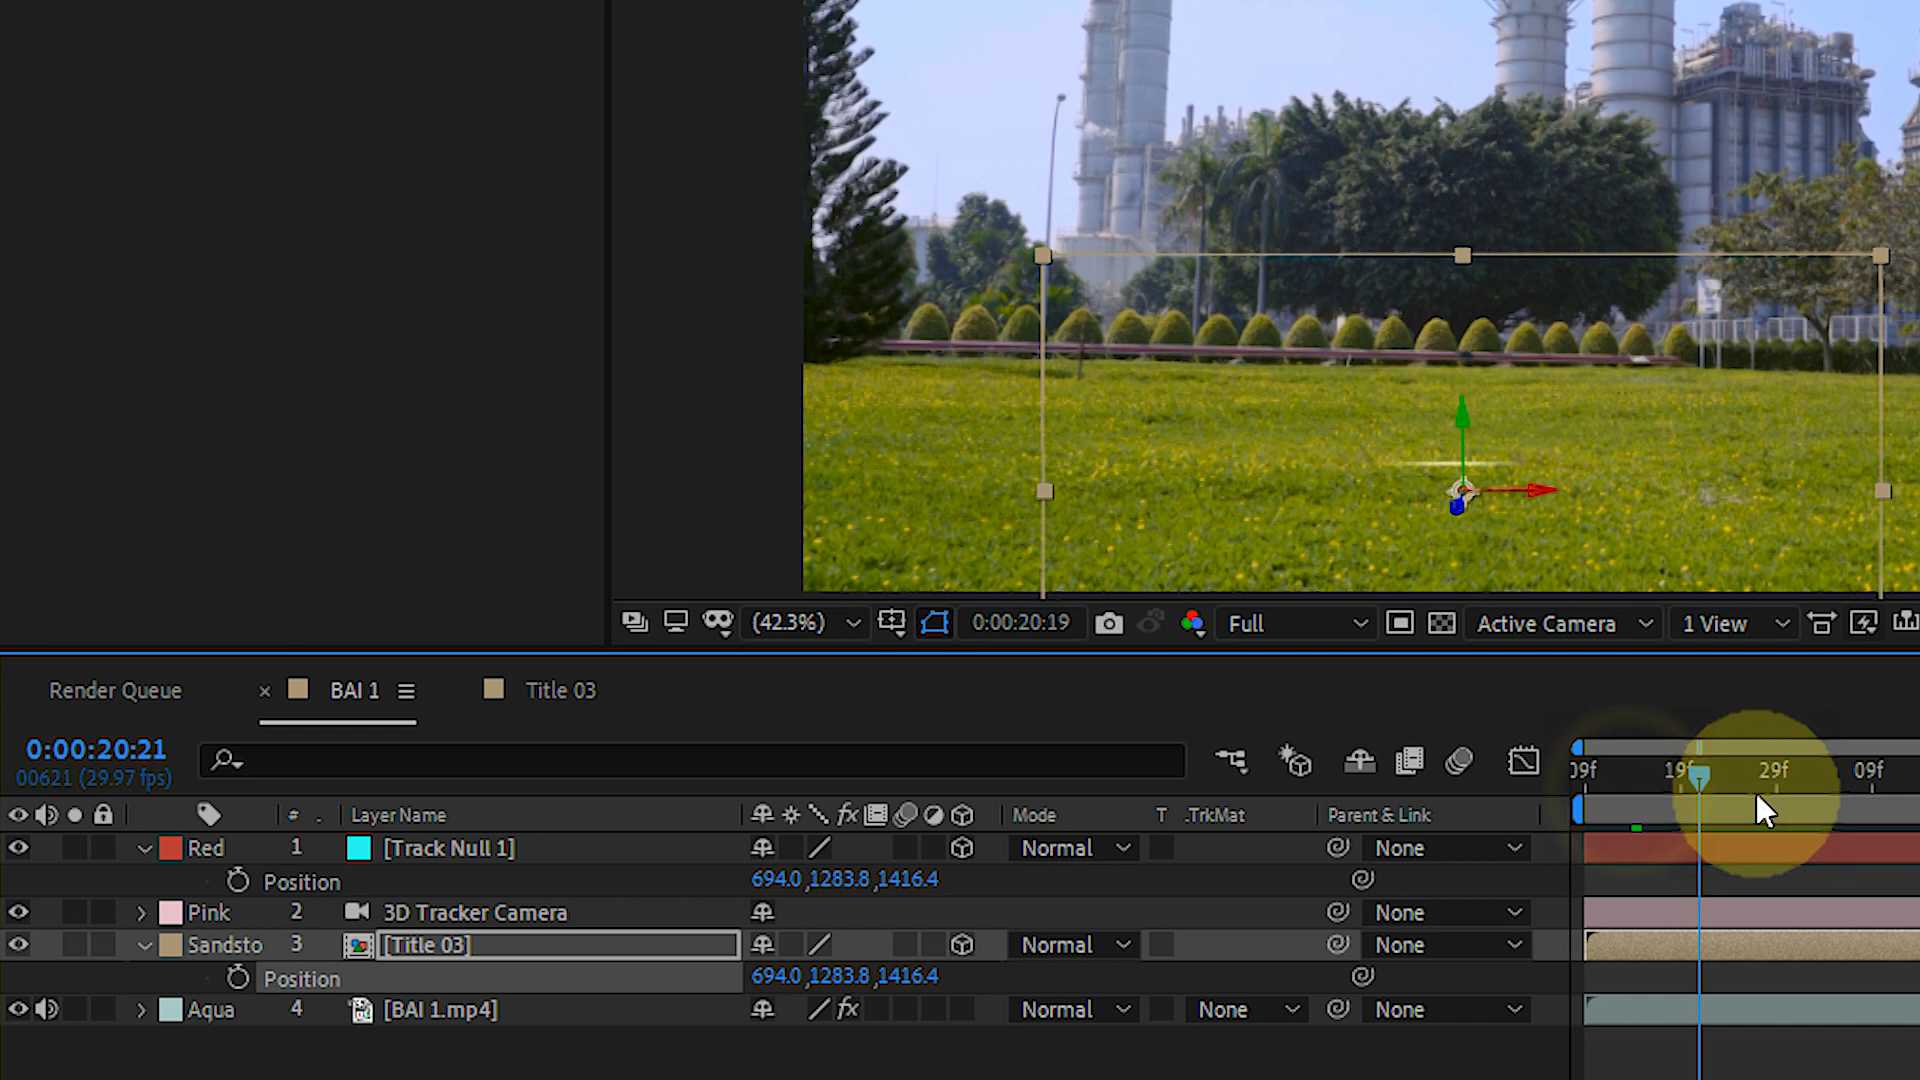 (42.3%) 0:00:20:19 Full Active Camera 1 View
Render Queue × BAI 1 Title 03
0:00:20:21
00621 (29.97 fps)
09f 19f 29f 09f
# . Layer Name fx Mode T .TrkMat Parent & Link
Red 1 [Track Null 1] Normal None
Position 694.0,1283.8,1416.4
Pink 2 3D Tracker Camera None
Sandsto 3 [Title 03] Normal None
Position 694.0,1283.8,1416.4
Aqua 4 [BAI 1.mp4] fx Normal None None